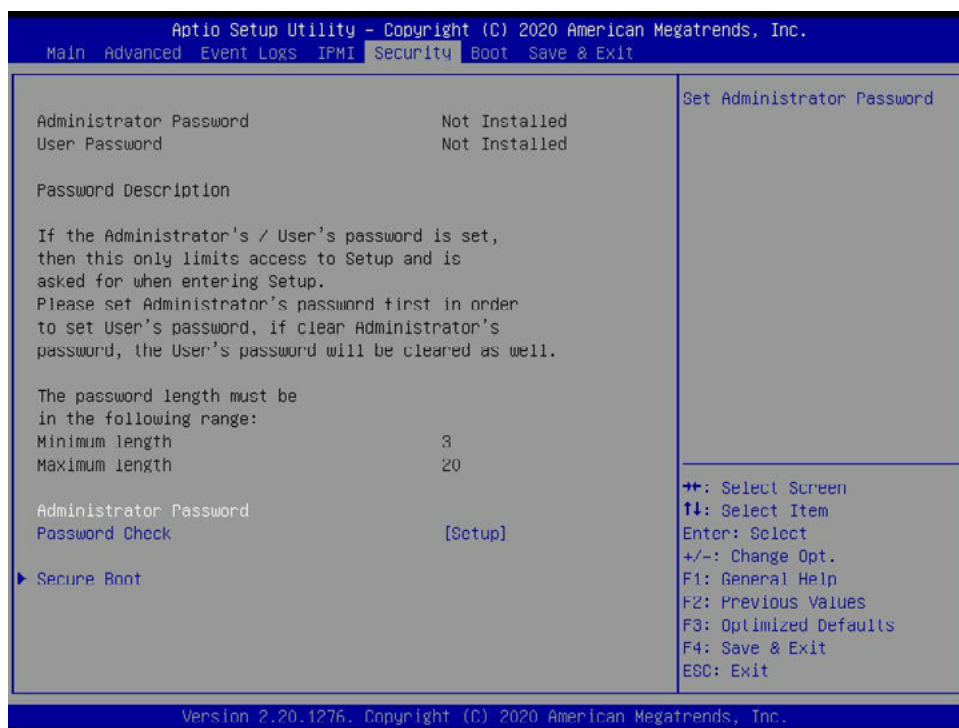 Aptio Setup Utility – Copyright (C) 2020 American Megatrends, Inc.
Main Advanced Event Logs IPMI Security Boot Save & Exit
Set Administrator Password
Administrator Password Not Installed
User Password Not Installed
Password Description
If the Administrator's / User's password is set,
then this only limits access to Setup and is
asked for when entering Setup.
Please set Administrator's password first in order
to set User's password, if clear Administrator's
password, the User's password will be cleared as well.
The password length must be
in the following range:
Minimum length 3
Maximum length 20
Administrator Password
Password Check [Setup]
Secure Boot
→←: Select Screen
↑↓: Select Item
Enter: Select
+/-: Change Opt.
F1: General Help
F2: Previous Values
F3: Optimized Defaults
F4: Save & Exit
ESC: Exit
Version 2.20.1276. Copyright (C) 2020 American Megatrends, Inc.